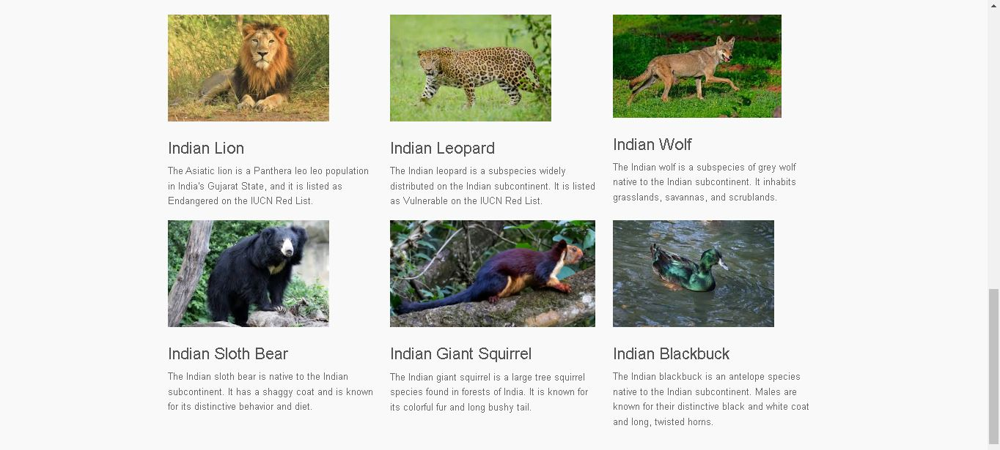 Indian Lion
The Asiatic lion is a Panthera leo leo population
in India's Gujarat State, and it is listed as
Endangered on the IUCN Red List.
Indian Leopard
The Indian leopard is a subspecies widely
distributed on the Indian subcontinent. It is listed
as Vulnerable on the IUCN Red List.
Indian Wolf
The Indian wolf is a subspecies of grey wolf
native to the Indian subcontinent. It inhabits
grasslands, savannas, and scrublands.
Indian Sloth Bear
The Indian sloth bear is native to the Indian
subcontinent. It has a shaggy coat and is known
for its distinctive behavior and diet.
Indian Giant Squirrel
The Indian giant squirrel is a large tree squirrel
species found in forests of India. It is known for
its colorful fur and long bushy tail.
Indian Blackbuck
The Indian blackbuck is an antelope species
native to the Indian subcontinent. Males are
known for their distinctive black and white coat
and long, twisted horns.